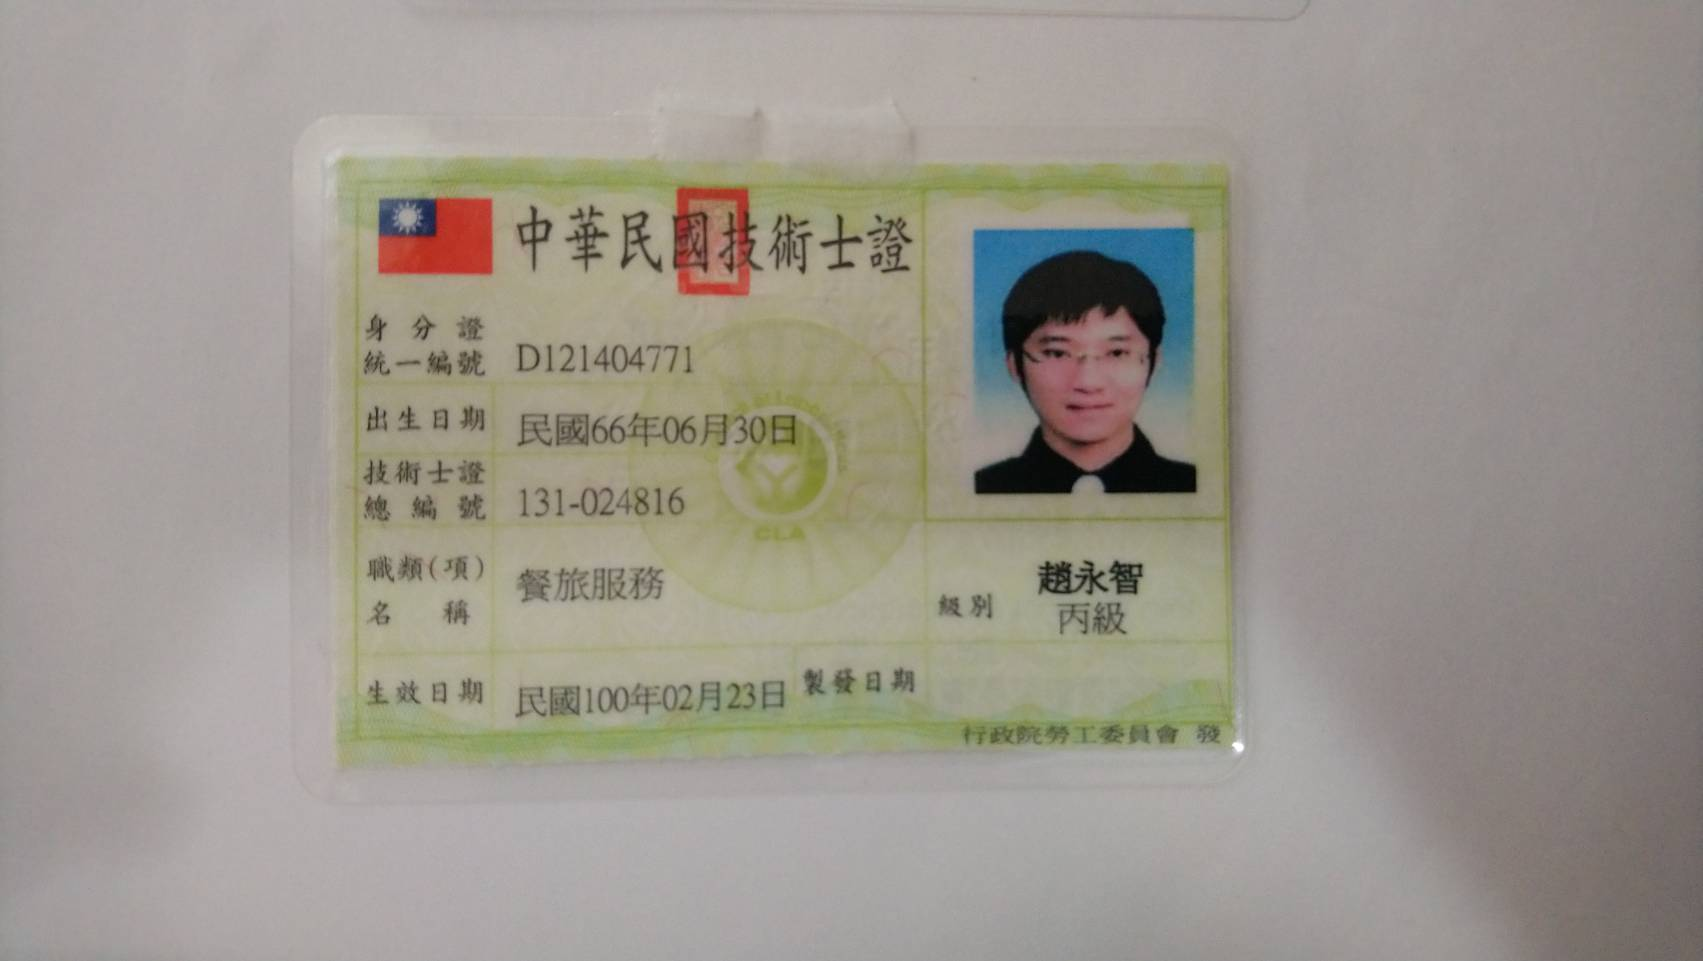 中華民國技術士證
身分證
統一編號 D121404771
出生日期 民國66年06月30日
技術士證
總編號 131-024816
職類(項)
名稱 餐旅服務
趙永智
級別 丙級
生效日期 民國100年02月23日 製發日期
行政院勞工委員會 發
CLA